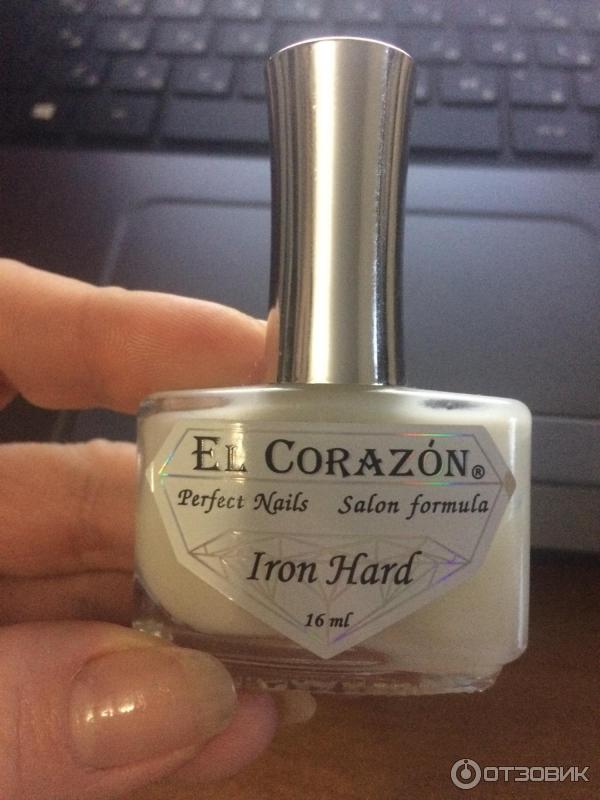 EL CORAZÓN®
Perfect Nails Salon formula
Iron Hard
16 ml
ОТЗОВИК